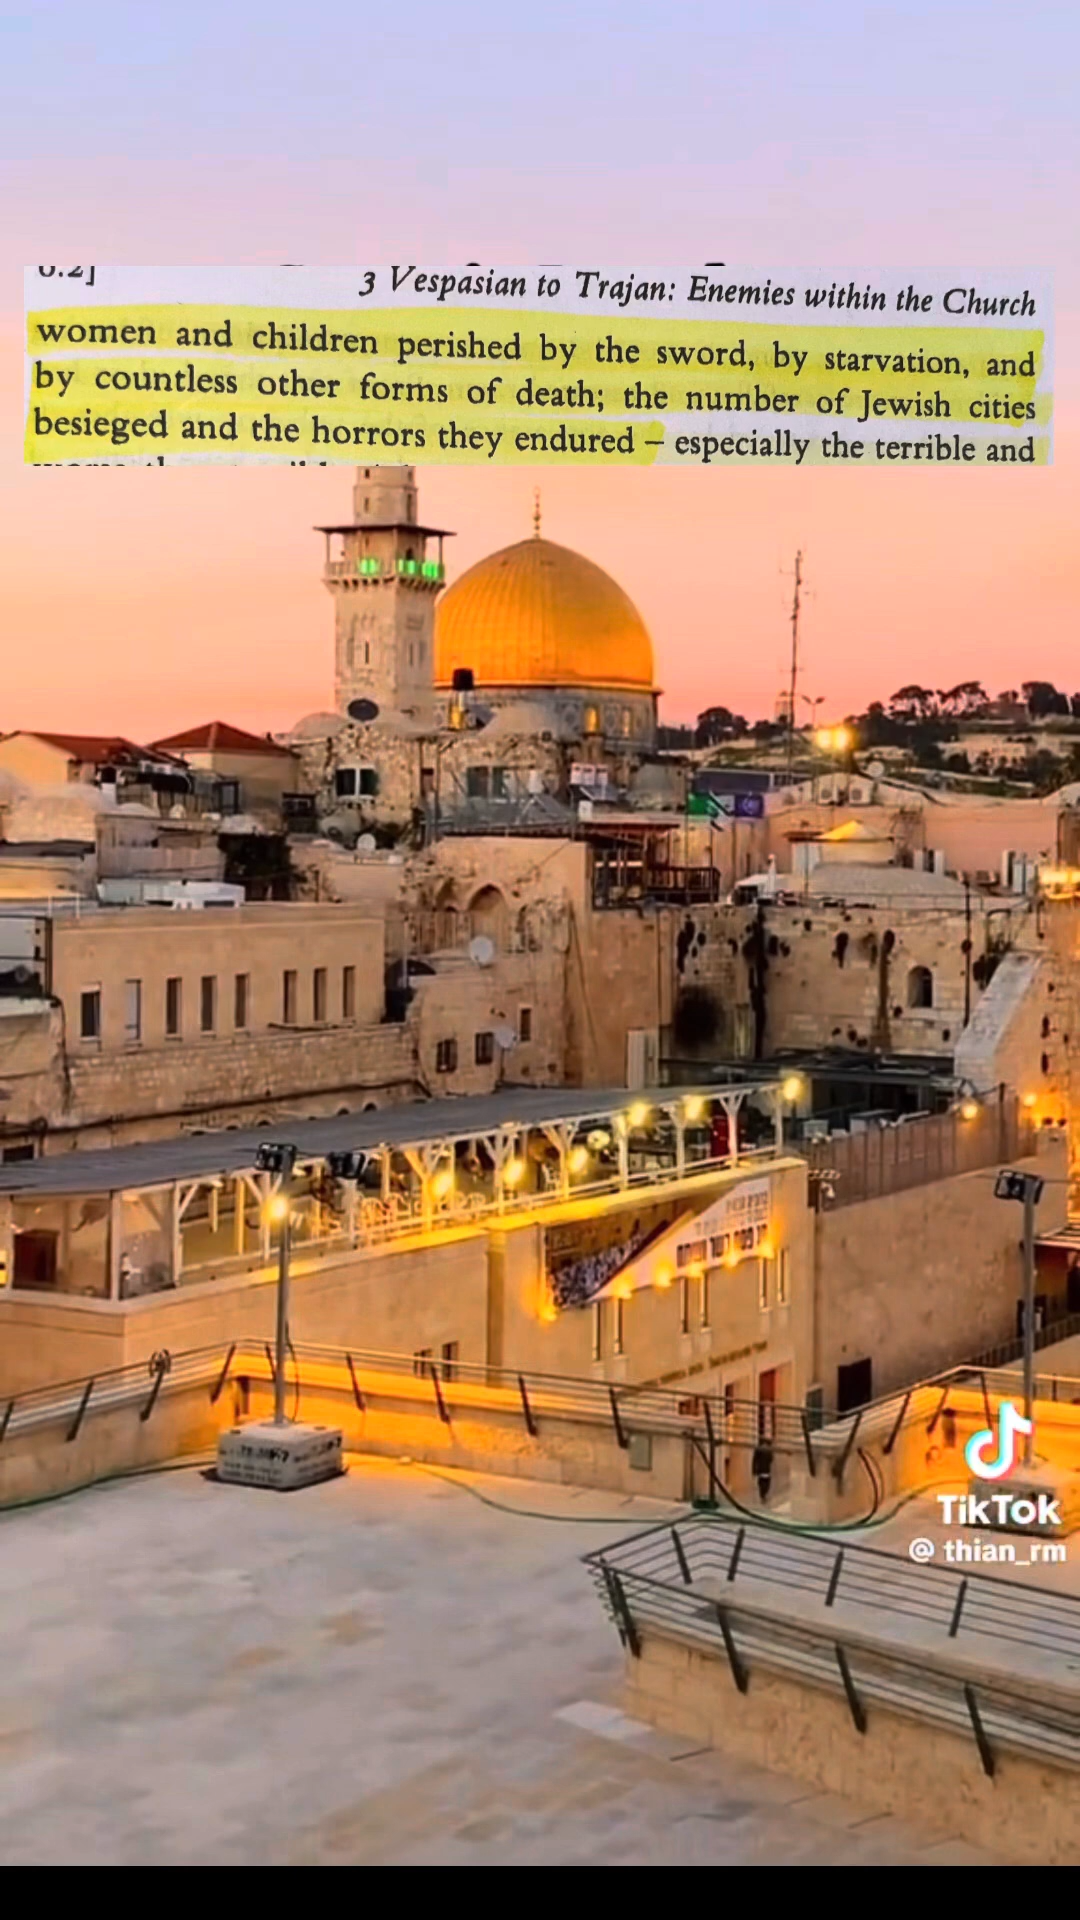 3 Vespasian to Trajan: Enemies within the Church
women and children perished by the sword, by starvation, and
by countless other forms of death; the number of Jewish cities
besieged and the horrors they endured – especially the terrible and
TikTok
@ thian_rm